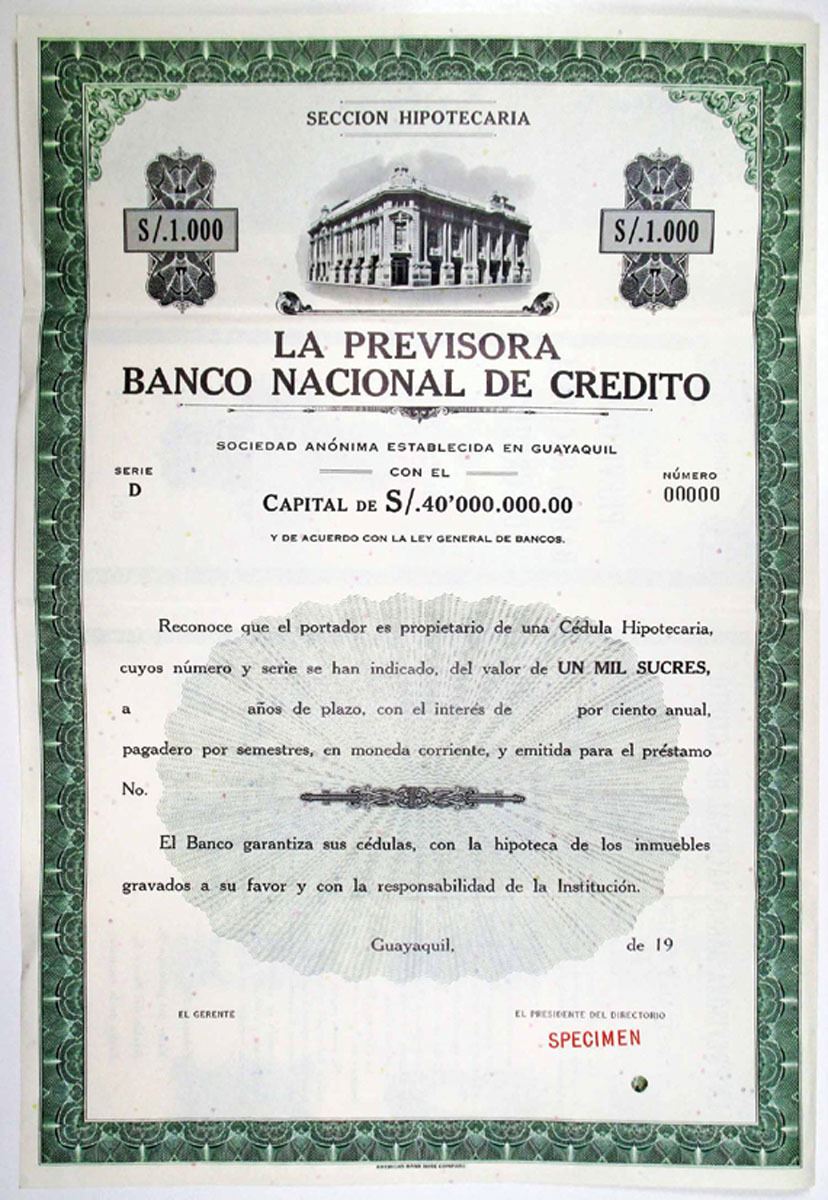 SECCION HIPOTECARIA
S/.1.000
S/.1.000
LA PREVISORA
BANCO NACIONAL DE CREDITO
SOCIEDAD ANÓNIMA ESTABLECIDA EN GUAYAQUIL
SERIE
D
CON EL
NÚMERO
00000
CAPITAL DE S/.40'000.000.00
Y DE ACUERDO CON LA LEY GENERAL DE BANCOS.
Reconoce que el portador es propietario de una Cédula Hipotecaria,
cuyos número y serie se han indicado, del valor de UN MIL SUCRES,
a años de plazo, con el interés de por ciento anual,
pagadero por semestres, en moneda corriente, y emitida para el préstamo
No.
El Banco garantiza sus cédulas, con la hipoteca de los inmuebles
gravados a su favor y con la responsabilidad de la Institución.
Guayaquil, de 19
EL GERENTE
EL PRESIDENTE DEL DIRECTORIO
SPECIMEN
AMERICAN BANK NOTE COMPANY